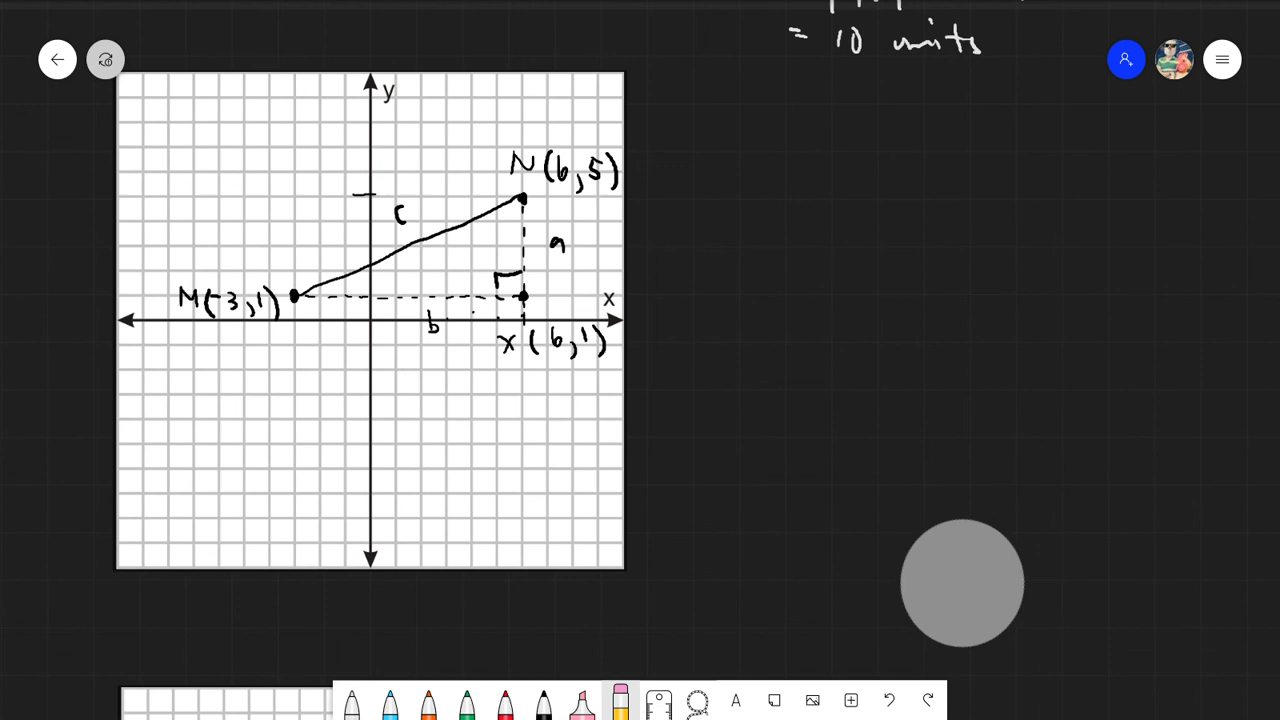 = 10 units
y
N(6,5)
c
a
M(-3,1)
x
b
X(6,1)
A